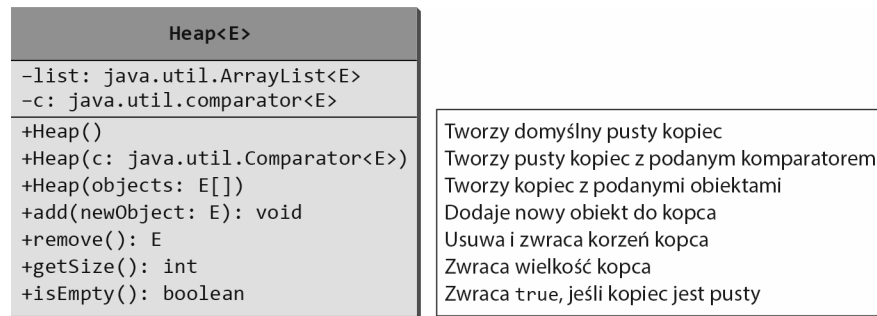 Heap<E>
–list: java.util.ArrayList<E>
–c: java.util.comparator<E>
+Heap()
+Heap(c: java.util.Comparator<E>)
+Heap(objects: E[])
+add(newObject: E): void
+remove(): E
+getSize(): int
+isEmpty(): boolean
Tworzy domyślny pusty kopiec
Tworzy pusty kopiec z podanym komparatorem
Tworzy kopiec z podanymi obiektami
Dodaje nowy obiekt do kopca
Usuwa i zwraca korzeń kopca
Zwraca wielkość kopca
Zwraca true, jeśli kopiec jest pusty